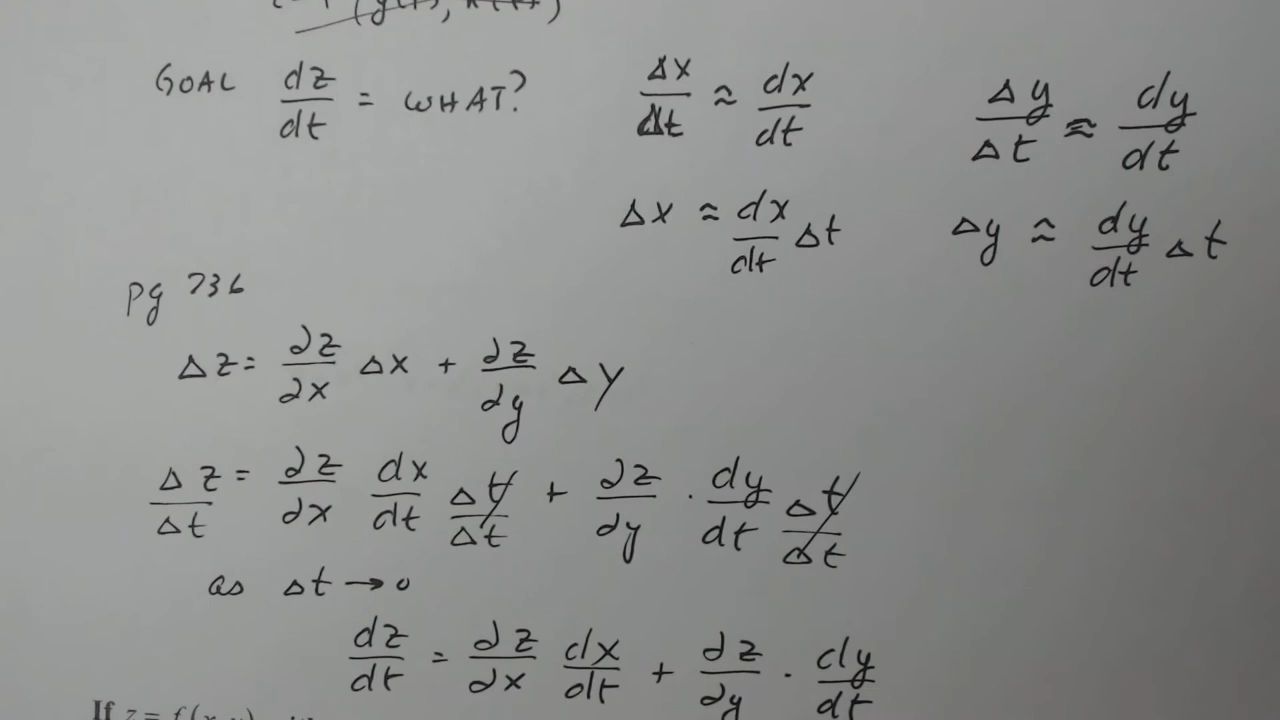 GOAL dz/dt = WHAT?
Δx/Δt ≈ dx/dt
Δy/Δt ≈ dy/dt
Δx ≈ dx/dt Δt
Δy ≈ dy/dt Δt
pg 736
Δz = ∂z/∂x Δx + ∂z/∂y Δy
Δz/Δt = ∂z/∂x dx/dt Δt/Δt + ∂z/∂y · dy/dt Δt/Δt
as Δt → 0
dz/dt = ∂z/∂x dx/dt + ∂z/∂y · dy/dt
If z =